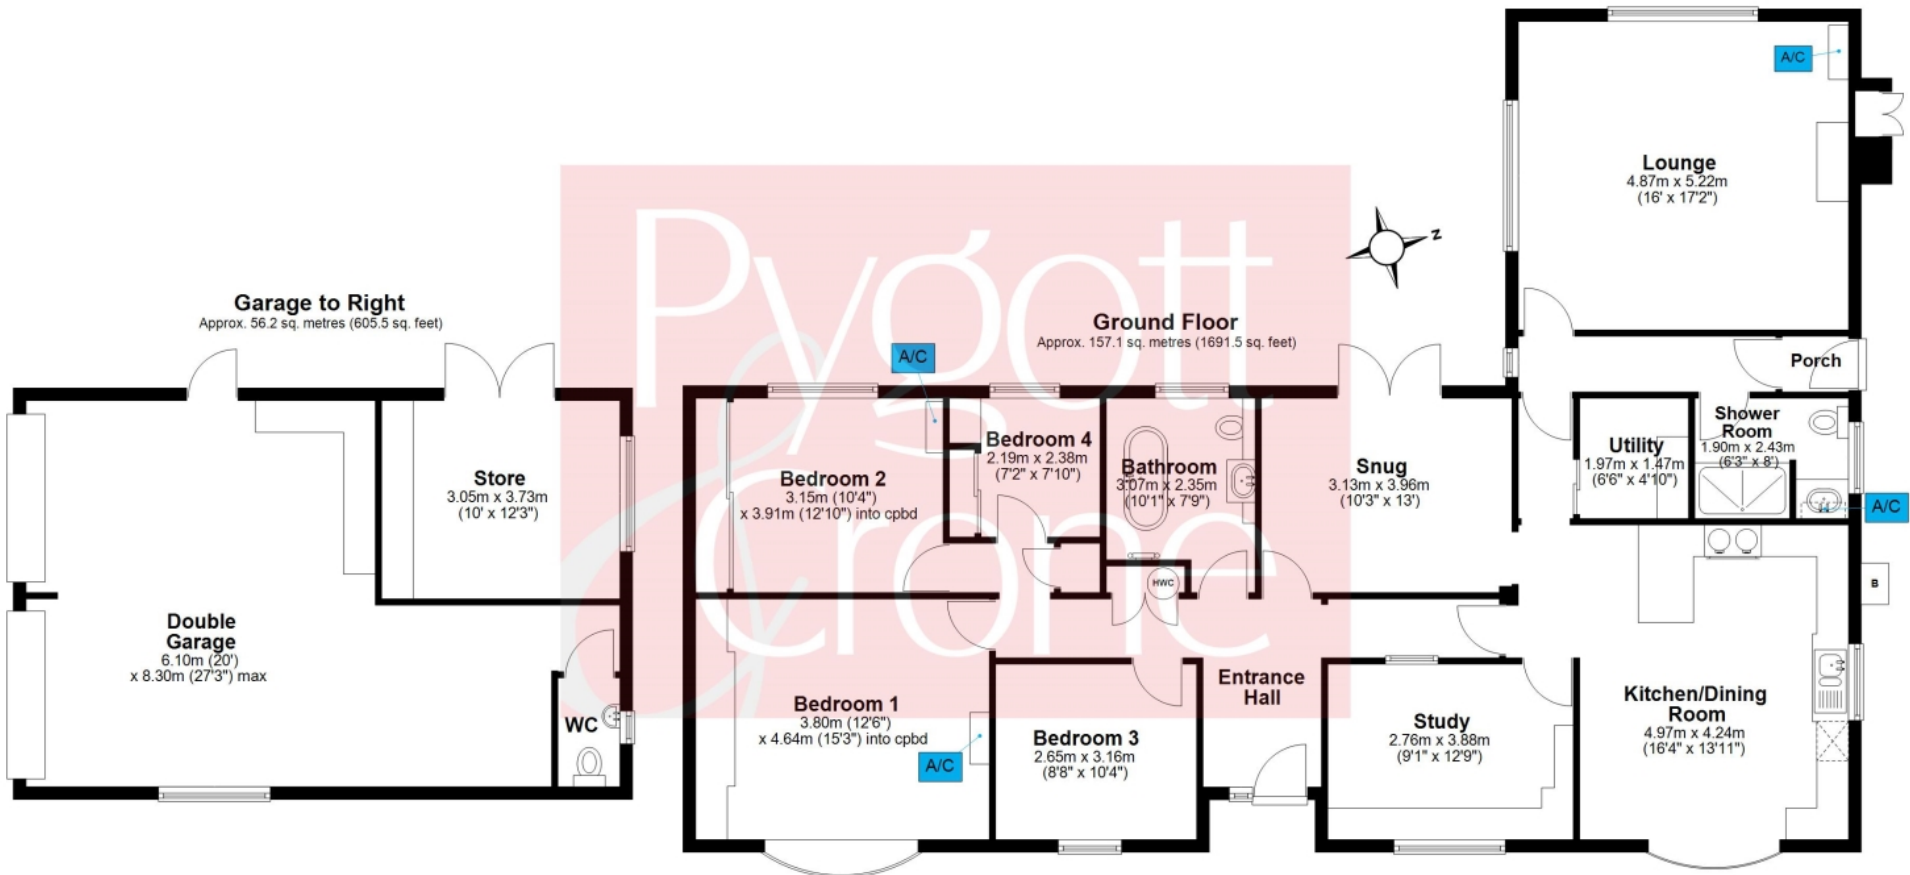 A/C
Lounge
4.87m x 5.22m
(16' x 17'2")
Z
Pygott
& Crone
Garage to Right
Approx. 56.2 sq. metres (605.5 sq. feet)
Ground Floor
Approx. 157.1 sq. metres (1691.5 sq. feet)
A/C
Porch
Store
3.05m x 3.73m
(10' x 12'3")
Bedroom 2
3.15m (10'4")
x 3.91m (12'10") into cpbd
Bedroom 4
2.19m x 2.38m
(7'2" x 7'10")
Bathroom
3.07m x 2.35m
(10'1" x 7'9")
Snug
3.13m x 3.96m
(10'3" x 13')
Utility
1.97m x 1.47m
(6'6" x 4'10")
Shower
Room
1.90m x 2.43m
(6'3" x 8')
A/C
HWC
B
Double
Garage
6.10m (20')
x 8.30m (27'3") max
WC
Bedroom 1
3.80m (12'6")
x 4.64m (15'3") into cpbd
A/C
Bedroom 3
2.65m x 3.16m
(8'8" x 10'4")
Entrance
Hall
Study
2.76m x 3.88m
(9'1" x 12'9")
Kitchen/Dining
Room
4.97m x 4.24m
(16'4" x 13'11")